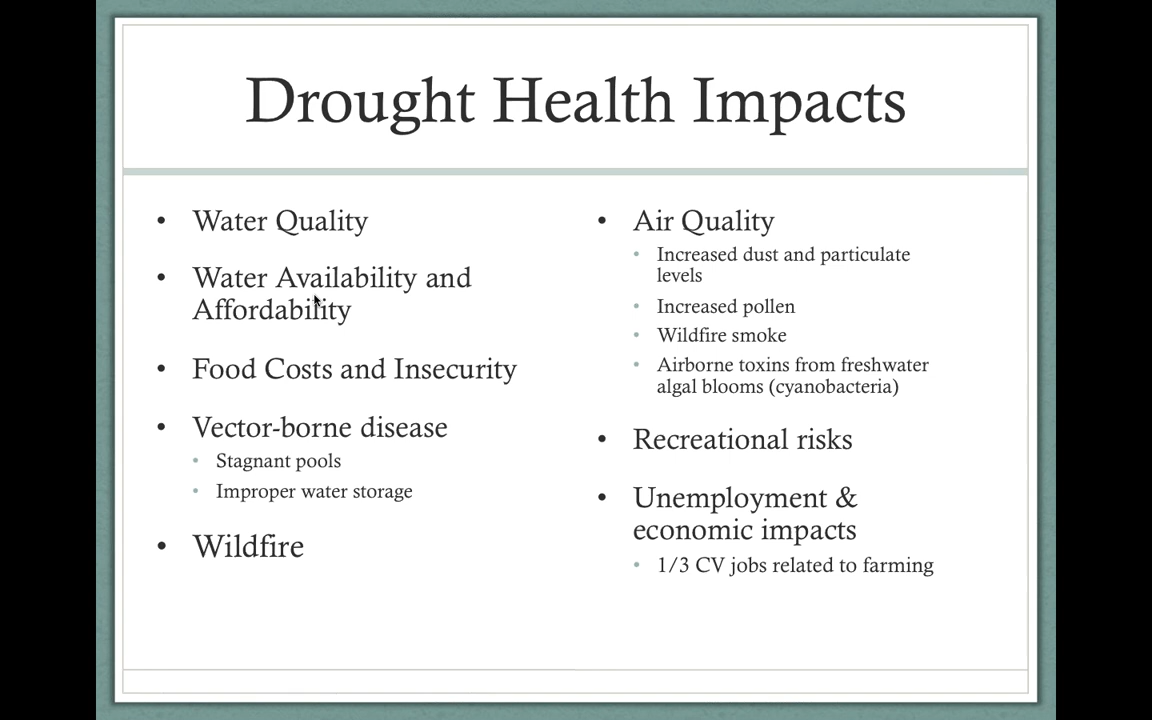 Drought Health Impacts
• Water Quality
• Water Availability and
Affordability
• Food Costs and Insecurity
• Vector-borne disease
• Stagnant pools
• Improper water storage
• Wildfire
• Air Quality
• Increased dust and particulate
levels
• Increased pollen
• Wildfire smoke
• Airborne toxins from freshwater
algal blooms (cyanobacteria)
• Recreational risks
• Unemployment &
economic impacts
• 1/3 CV jobs related to farming